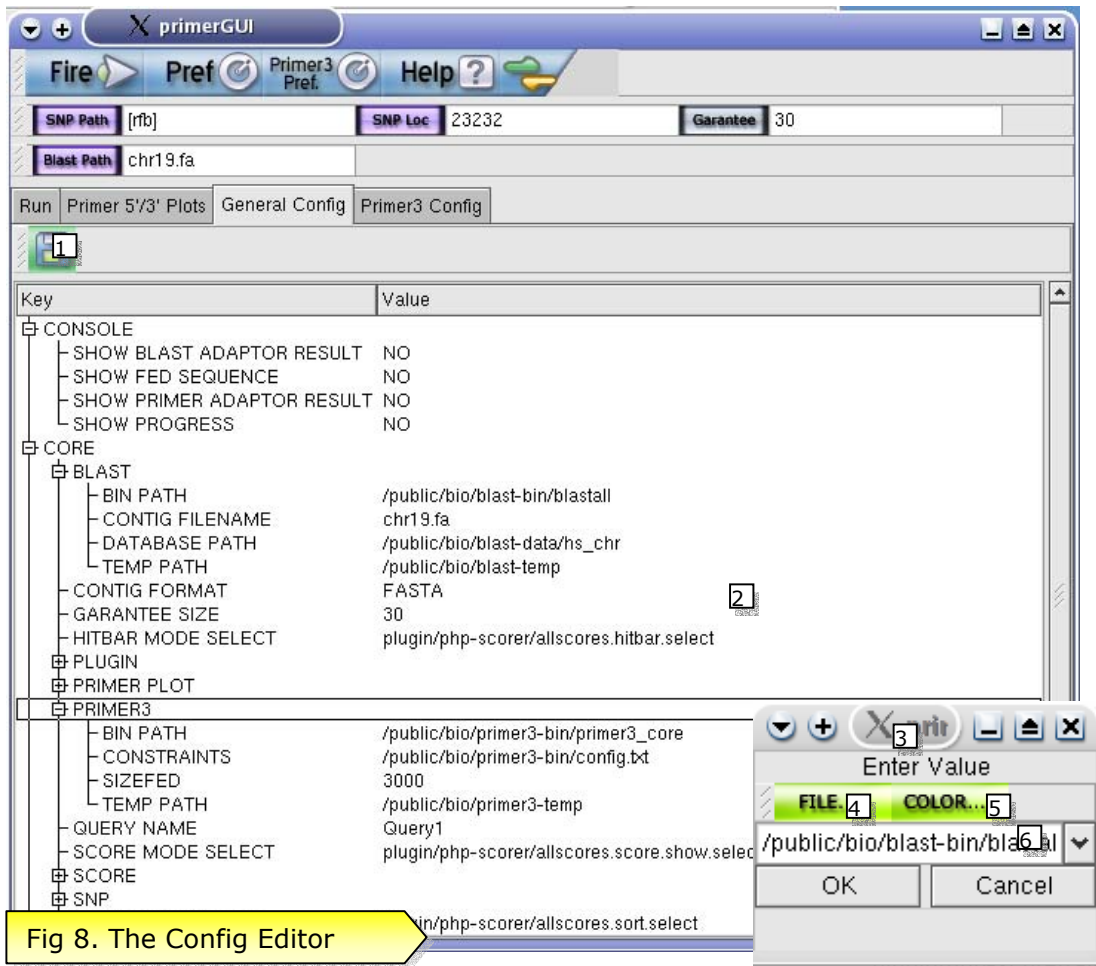 primerGUI
Fire Pref Primer3 Pref. Help ?
SNP Path [rfb] SNP Loc 23232 Garantee 30
Blast Path chr19.fa
Run Primer 5'/3' Plots General Config Primer3 Config
1
Key Value
CONSOLE
SHOW BLAST ADAPTOR RESULT NO
SHOW FED SEQUENCE NO
SHOW PRIMER ADAPTOR RESULT NO
SHOW PROGRESS NO
CORE
BLAST
BIN PATH /public/bio/blast-bin/blastall
CONTIG FILENAME chr19.fa
DATABASE PATH /public/bio/blast-data/hs_chr
TEMP PATH /public/bio/blast-temp
CONTIG FORMAT FASTA
2
GARANTEE SIZE 30
HITBAR MODE SELECT plugin/php-scorer/allscores.hitbar.select
PLUGIN
PRIMER PLOT
PRIMER3
BIN PATH /public/bio/primer3-bin/primer3_core
CONSTRAINTS /public/bio/primer3-bin/config.txt
SIZEFED 3000
TEMP PATH /public/bio/primer3-temp
QUERY NAME Query1
SCORE MODE SELECT plugin/php-scorer/allscores.score.show.selec
SCORE
SNP
in/php-scorer/allscores.sort.select
3
Enter Value
FILE. 4 COLOR... 5
/public/bio/blast-bin/bla 6
OK Cancel
Fig 8. The Config Editor